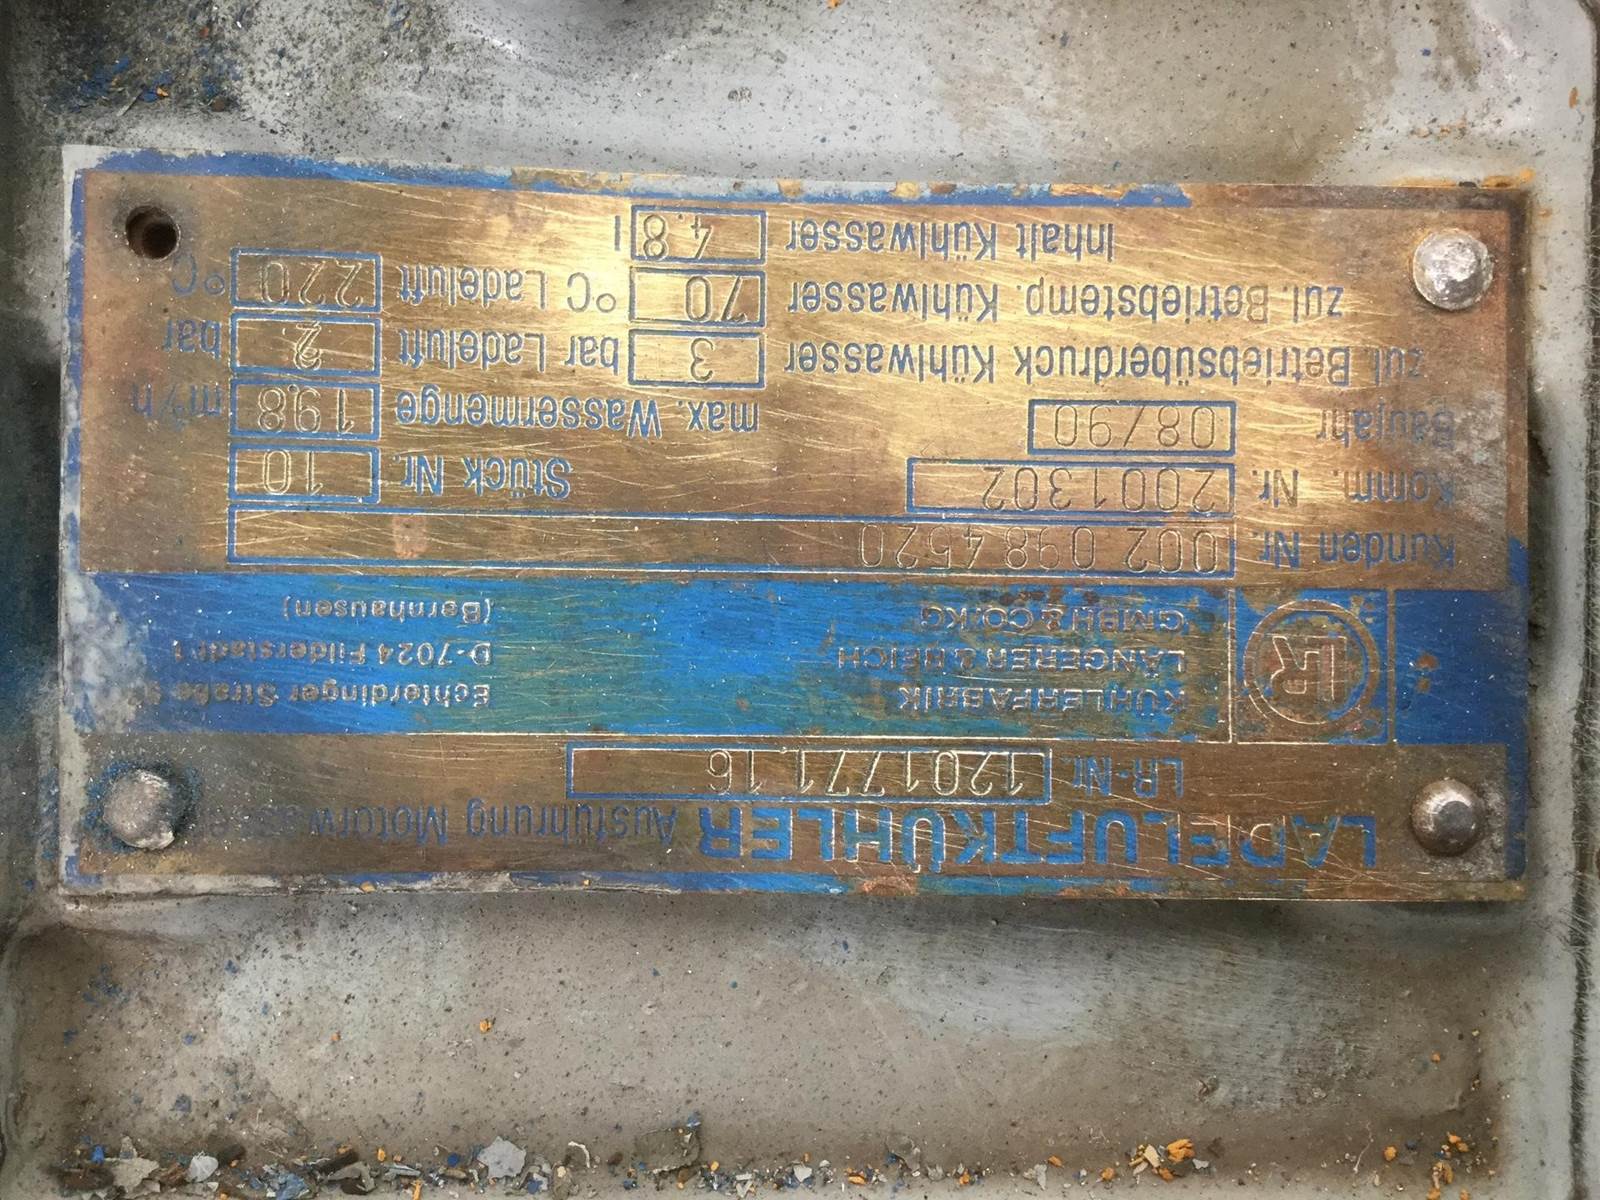 LADELUFTKÜHLER Ausführung Motorwasser
LR-Nr. 1201771.16
LR
KÜHLERFABRIK
LÄNGERER & REICH
GMBH & CO/KG
Echterdinger Straße
D-7024 Filderstadt 1
(Bernhausen)
Kunden Nr. 002 098 4520
Komm. Nr. 2001302 Stück Nr. 10
Baujahr 08/90 max. Wassermenge 198 m³/h
zul. Betriebsüberdruck Kühlwasser 3 bar Ladeluft 2 bar
zul. Betriebstemp. Kühlwasser 70 °C Ladeluft 220 °C
Inhalt Kühlwasser 4.8 l